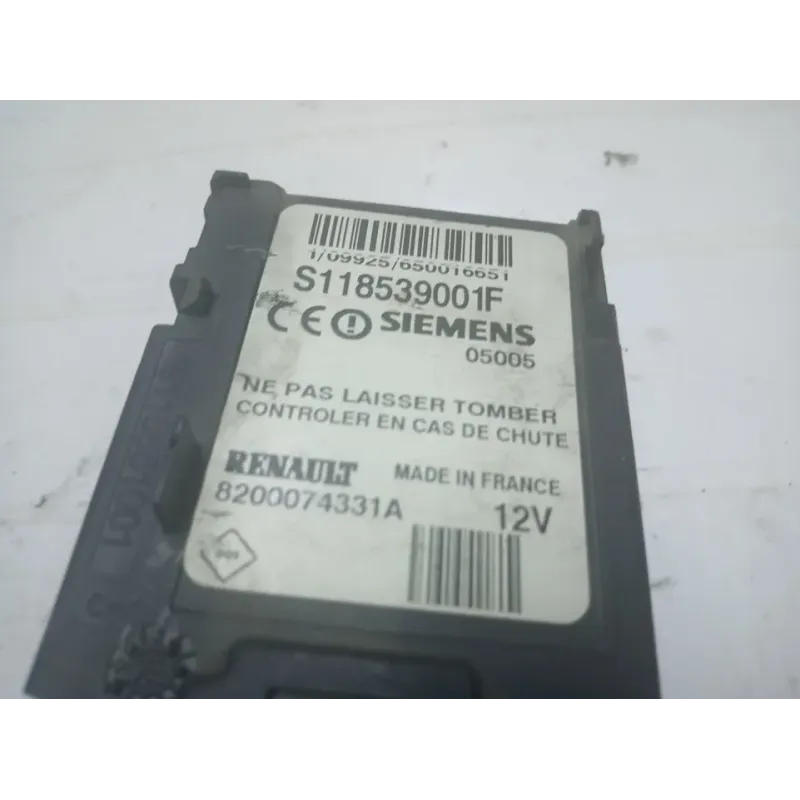 1/09925/650016651
S118539001F
CE SIEMENS
05005
NE PAS LAISSER TOMBER
CONTROLER EN CAS DE CHUTE
RENAULT MADE IN FRANCE
8200074331A 12V